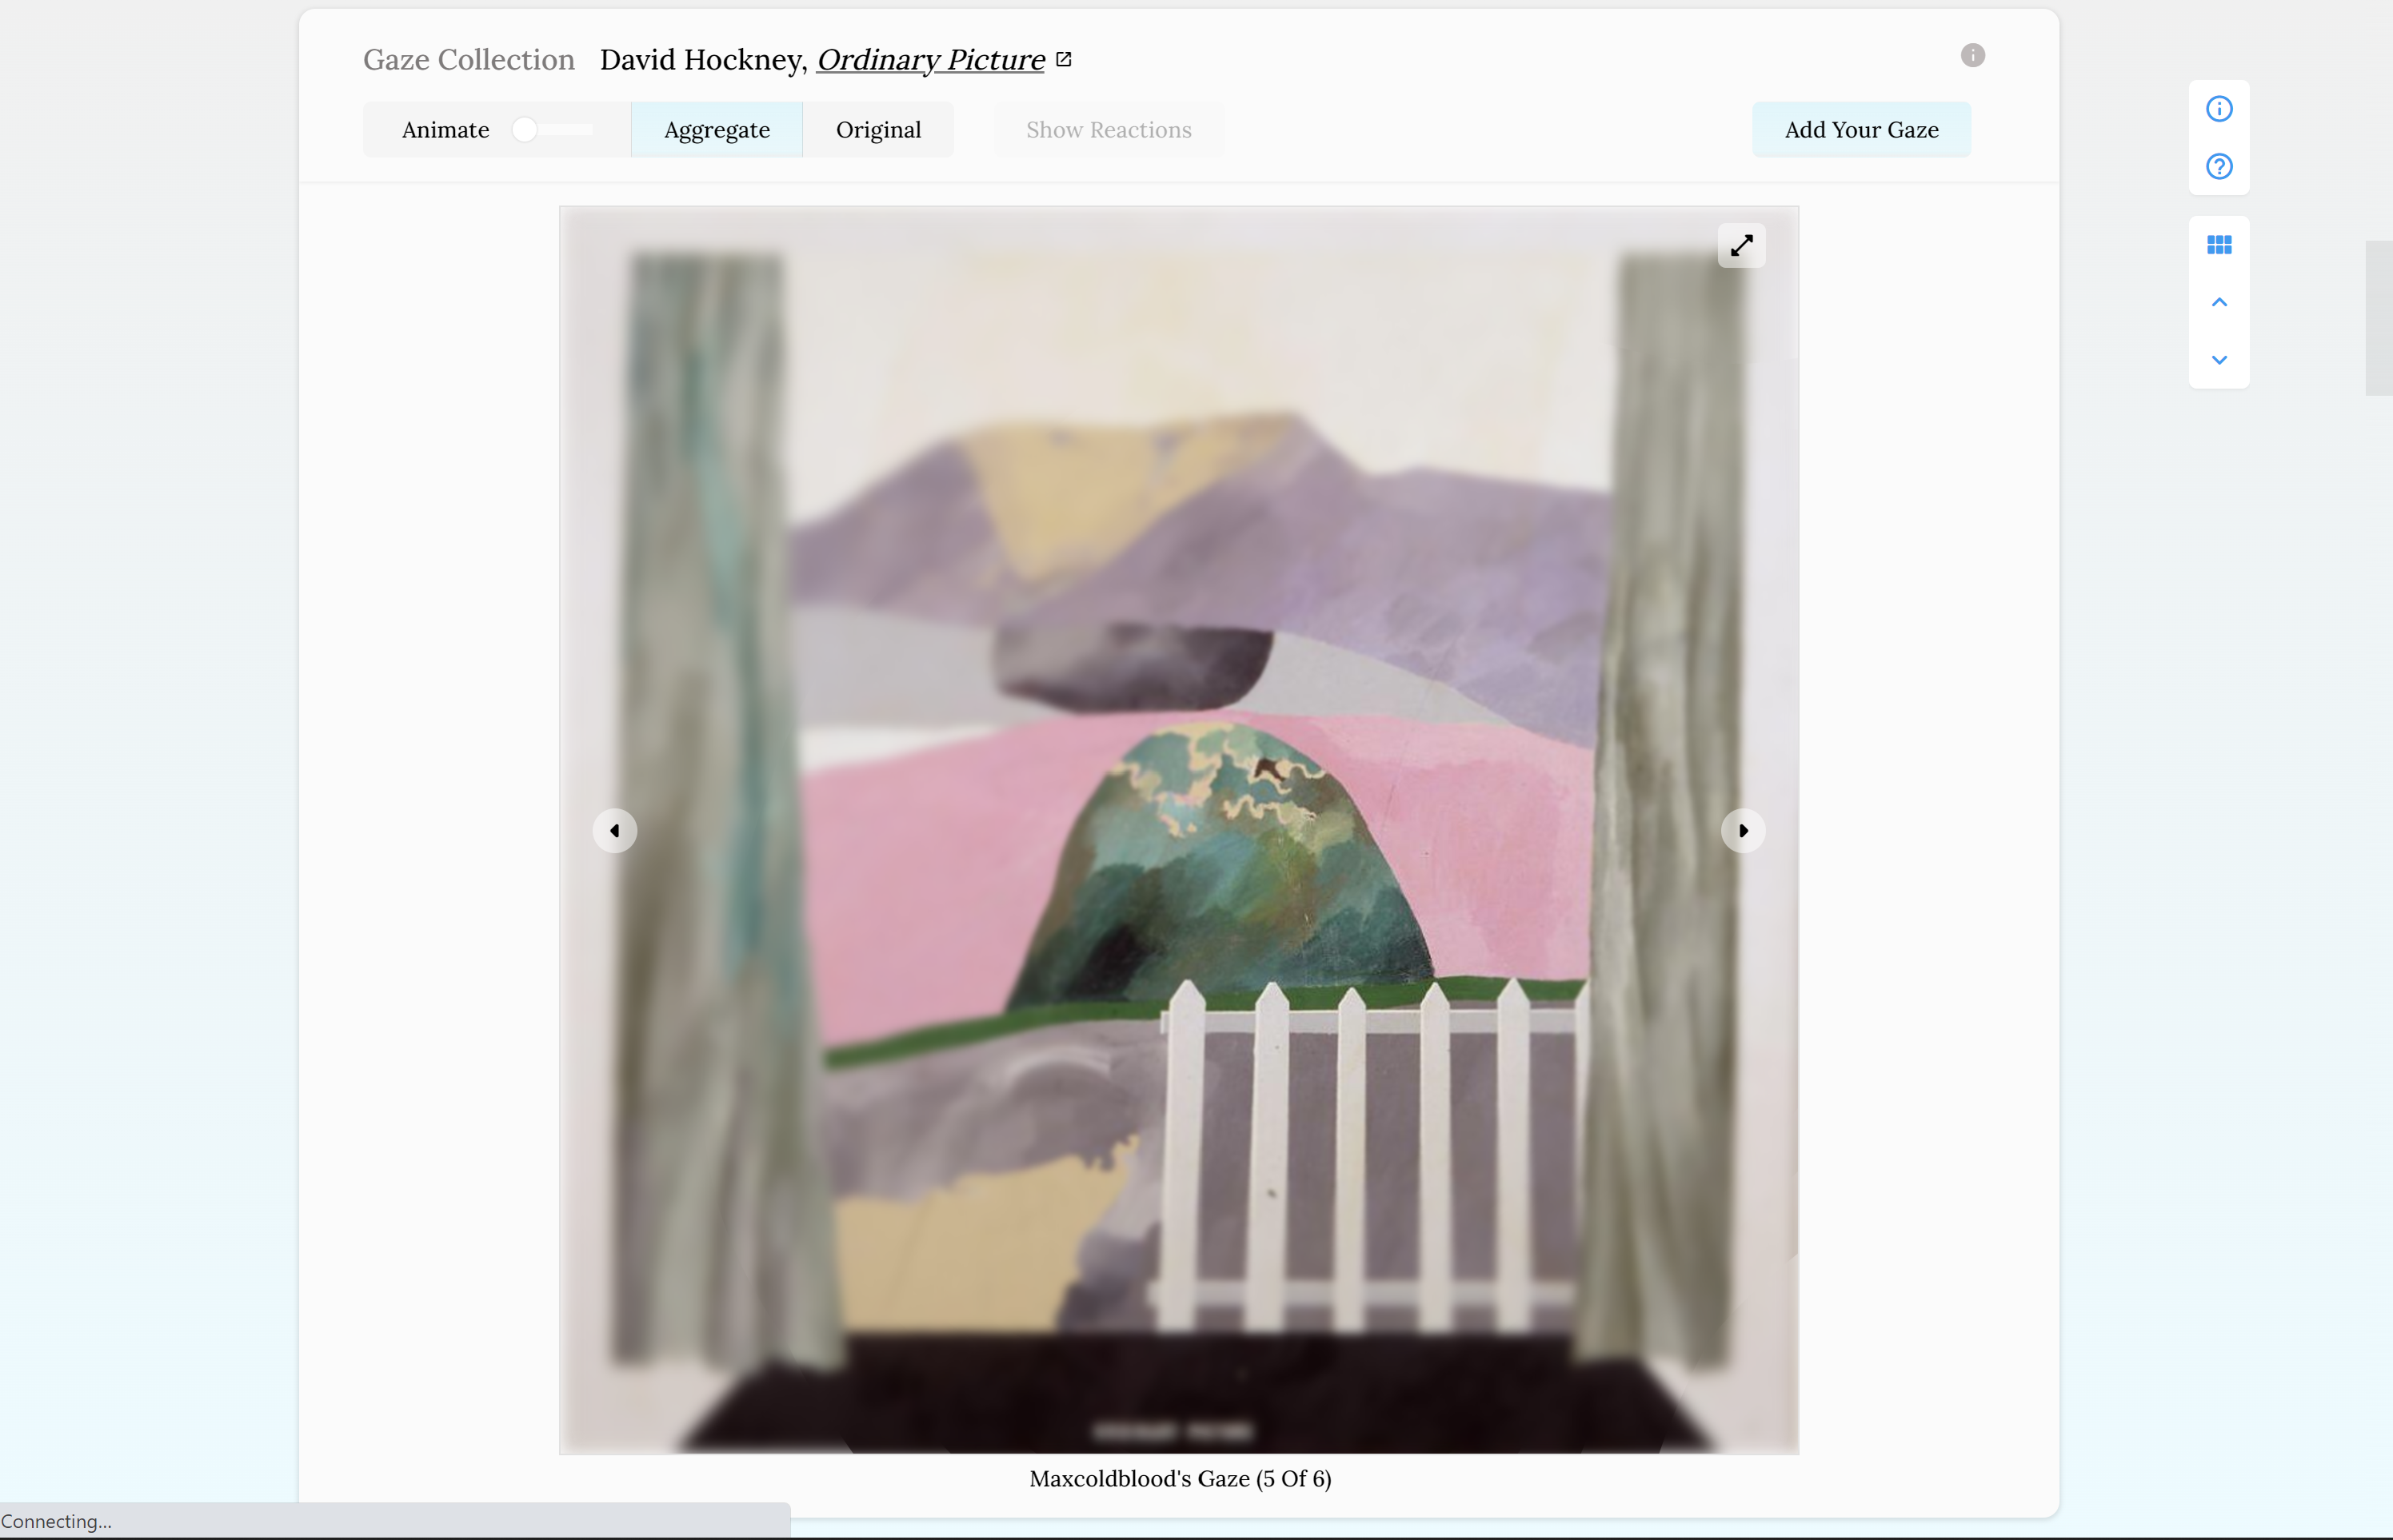 Gaze Collection David Hockney, Ordinary Picture
Animate Aggregate Original Show Reactions Add Your Gaze
Maxcoldblood's Gaze (5 Of 6)
Connecting...